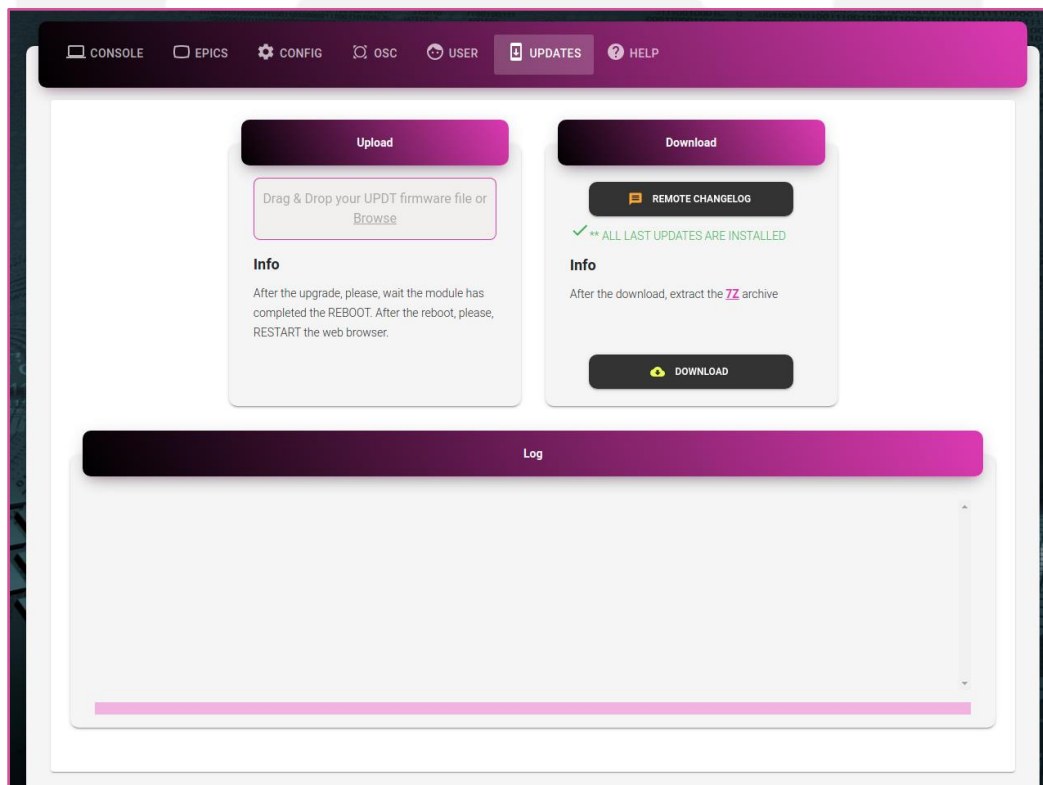 CONSOLE EPICS CONFIG OSC USER UPDATES HELP
Upload
Drag & Drop your UPDT firmware file or
Browse
Info
After the upgrade, please, wait the module has
completed the REBOOT. After the reboot, please,
RESTART the web browser.
Download
REMOTE CHANGELOG
** ALL LAST UPDATES ARE INSTALLED
Info
After the download, extract the 7Z archive
DOWNLOAD
Log